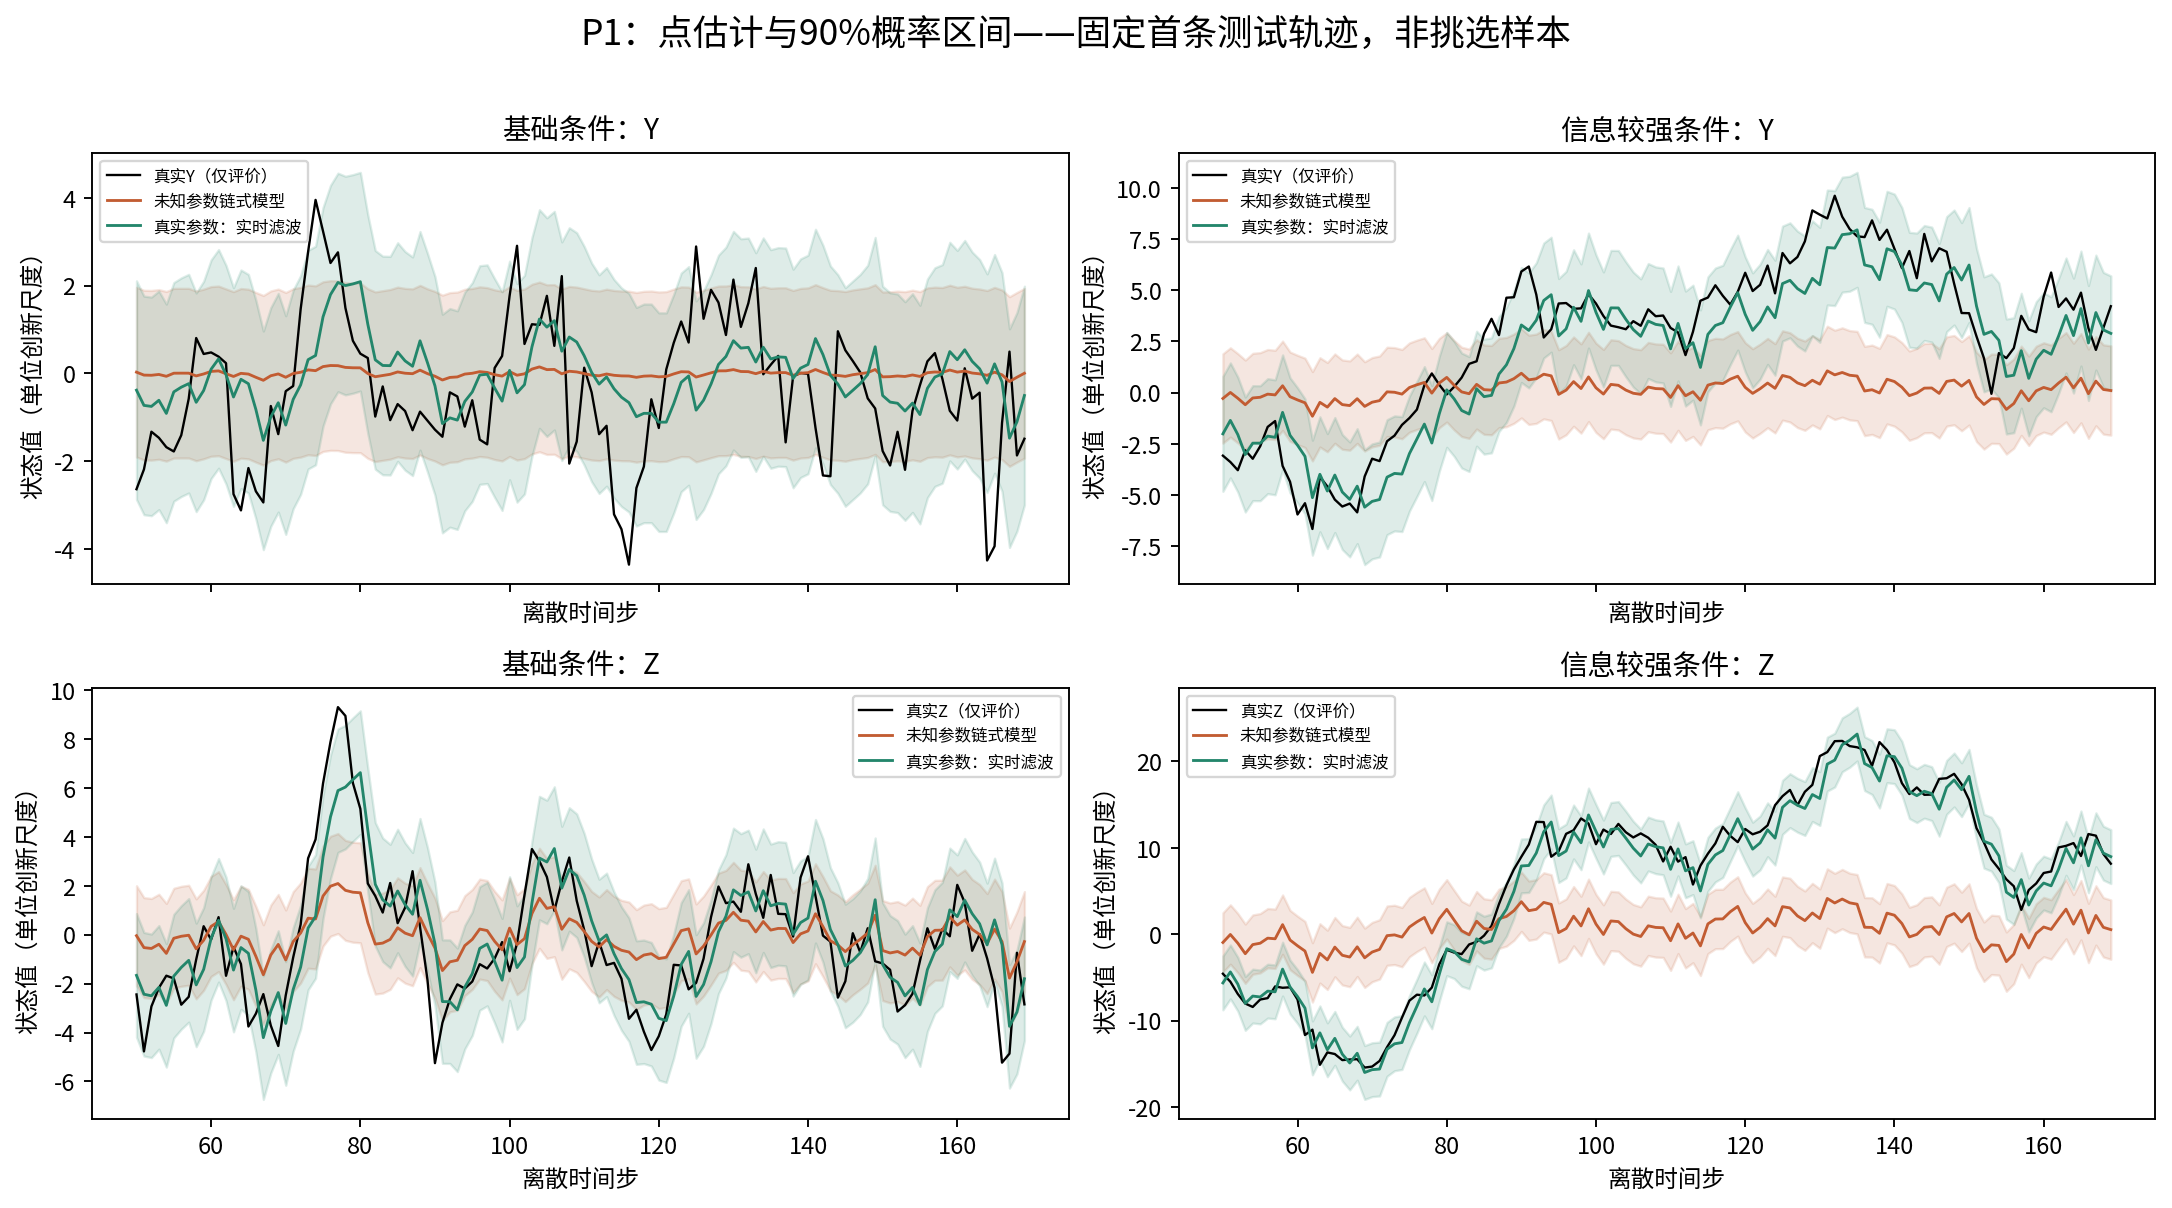 P1：点估计与90%概率区间——固定首条测试轨迹，非挑选样本
基础条件：Y
状态值（单位创新尺度）
4
2
0
-2
-4
真实Y（仅评价）
未知参数链式模型
真实参数：实时滤波
离散时间步
信息较强条件：Y
状态值（单位创新尺度）
10.0
7.5
5.0
2.5
0.0
-2.5
-5.0
-7.5
真实Y（仅评价）
未知参数链式模型
真实参数：实时滤波
离散时间步
基础条件：Z
状态值（单位创新尺度）
10
8
6
4
2
0
-2
-4
-6
真实Z（仅评价）
未知参数链式模型
真实参数：实时滤波
60 80 100 120 140 160
离散时间步
信息较强条件：Z
状态值（单位创新尺度）
20
10
0
-10
-20
真实Z（仅评价）
未知参数链式模型
真实参数：实时滤波
60 80 100 120 140 160
离散时间步